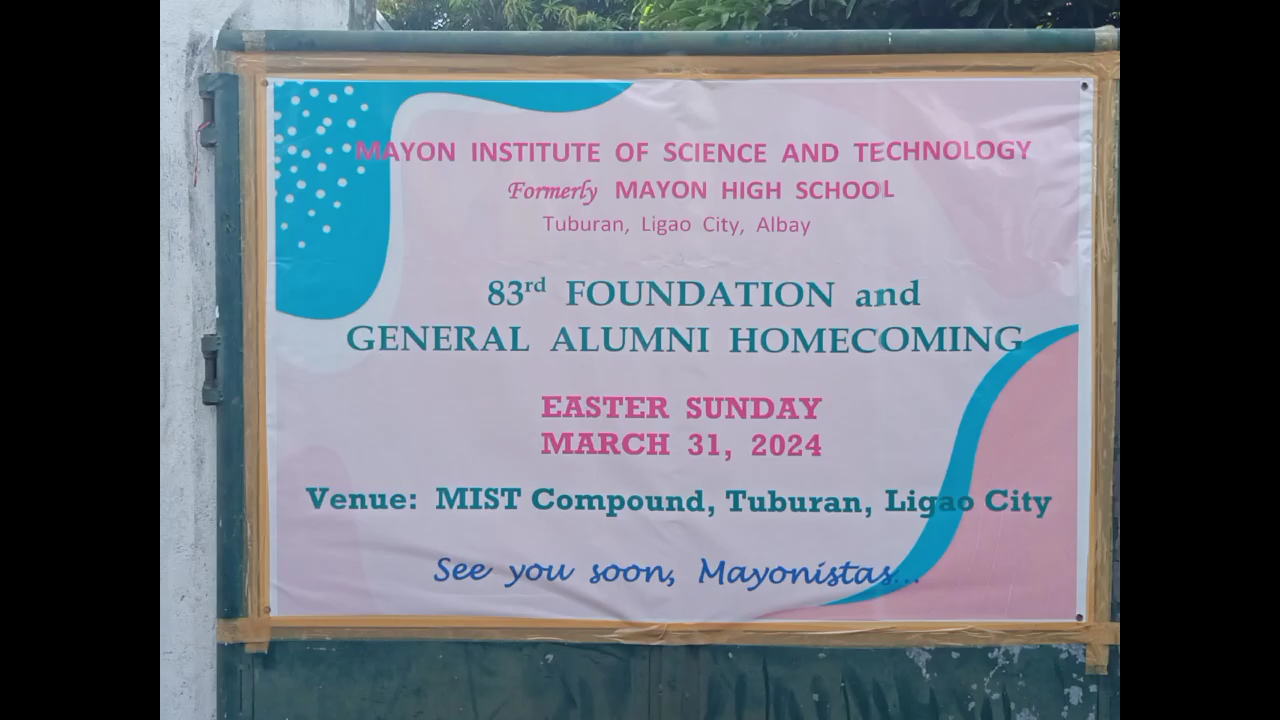 MAYON INSTITUTE OF SCIENCE AND TECHNOLOGY
Formerly MAYON HIGH SCHOOL
Tuburan, Ligao City, Albay
83rd FOUNDATION and
GENERAL ALUMNI HOMECOMING
EASTER SUNDAY
MARCH 31, 2024
Venue: MIST Compound, Tuburan, Ligao City
See you soon, Mayonistas...